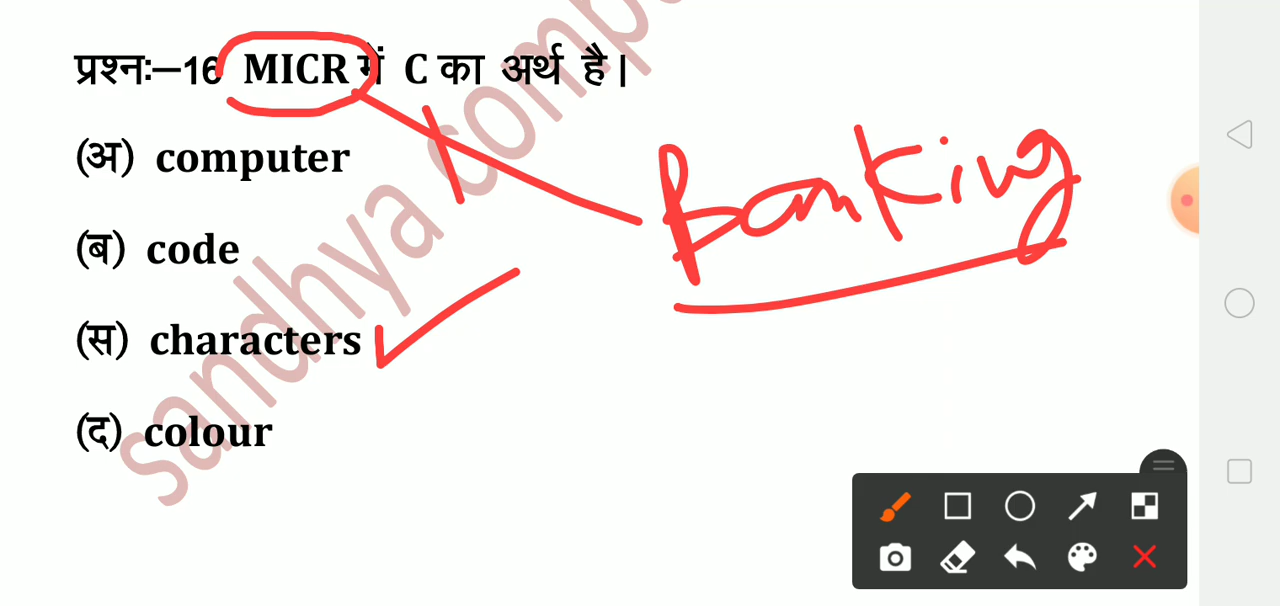 प्रश्नः–16 MICR में C का अर्थ है।
(अ) computer
Banking
(ब) code
(स) characters
(द) colour
sandhya comp